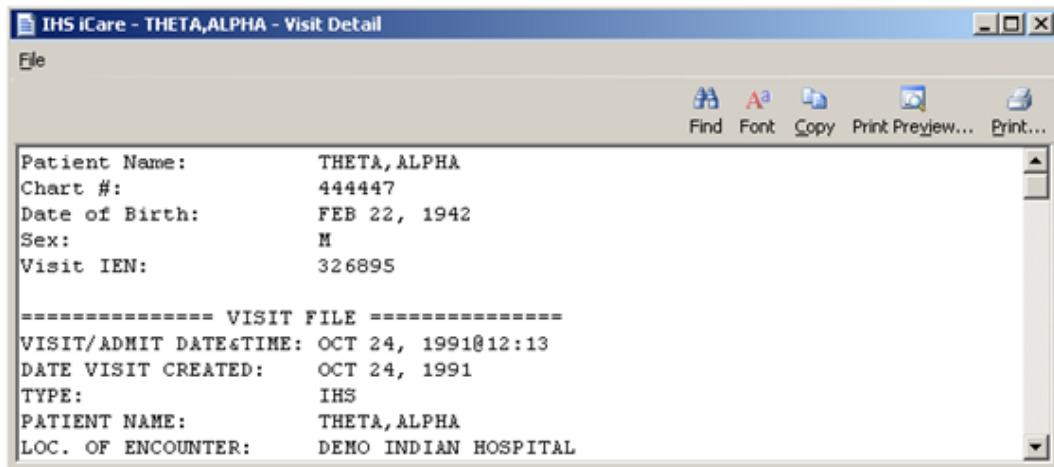 IHS iCare - THETA,ALPHA - Visit Detail
File
Find Font Copy Print Preview... Print...
Patient Name: THETA,ALPHA
Chart #: 444447
Date of Birth: FEB 22, 1942
Sex: M
Visit IEN: 326895
=============== VISIT FILE ===============
VISIT/ADMIT DATE&TIME: OCT 24, 1991@12:13
DATE VISIT CREATED: OCT 24, 1991
TYPE: IHS
PATIENT NAME: THETA,ALPHA
LOC. OF ENCOUNTER: DEMO INDIAN HOSPITAL